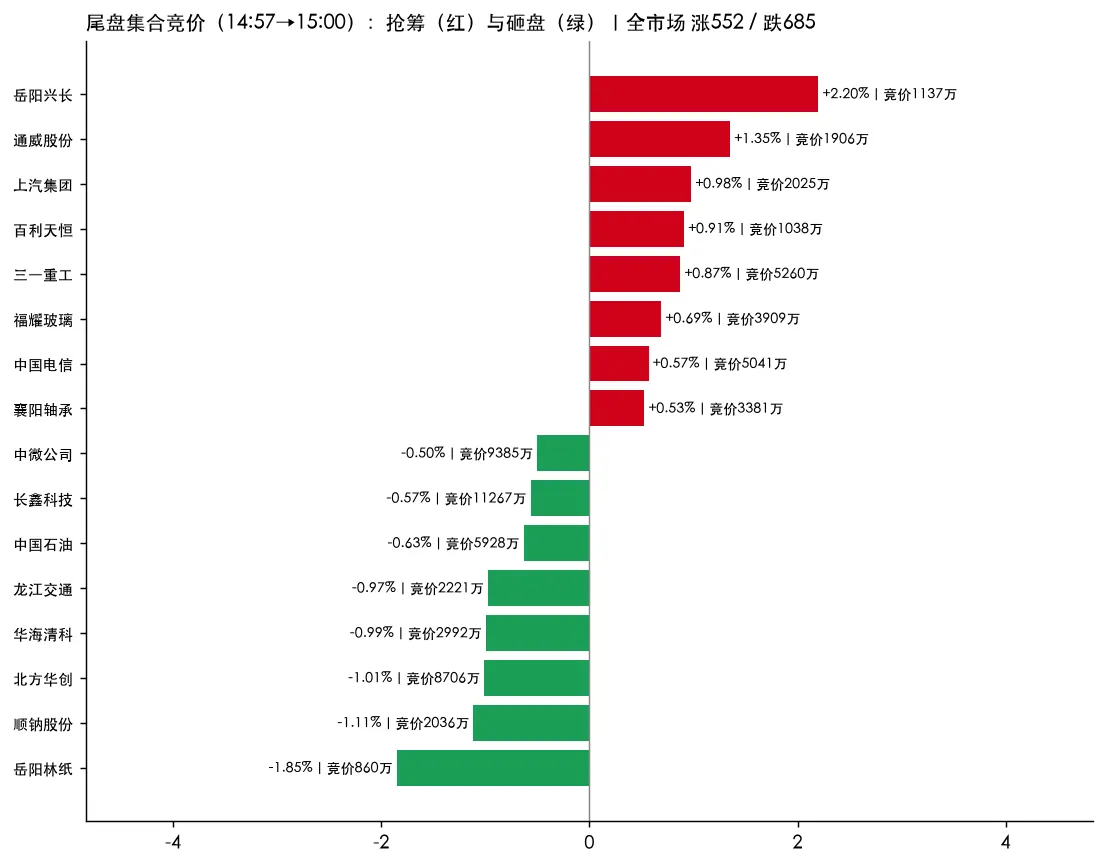 尾盘集合竞价（14:57→15:00）：抢筹（红）与砸盘（绿）｜全市场 涨552 / 跌685
岳阳兴长 +2.20%｜竞价1137万
通威股份 +1.35%｜竞价1906万
上汽集团 +0.98%｜竞价2025万
百利天恒 +0.91%｜竞价1038万
三一重工 +0.87%｜竞价5260万
福耀玻璃 +0.69%｜竞价3909万
中国电信 +0.57%｜竞价5041万
襄阳轴承 +0.53%｜竞价3381万
中微公司 -0.50%｜竞价9385万
长鑫科技 -0.57%｜竞价11267万
中国石油 -0.63%｜竞价5928万
龙江交通 -0.97%｜竞价2221万
华海清科 -0.99%｜竞价2992万
北方华创 -1.01%｜竞价8706万
顺钠股份 -1.11%｜竞价2036万
岳阳林纸 -1.85%｜竞价860万
-4 -2 0 2 4